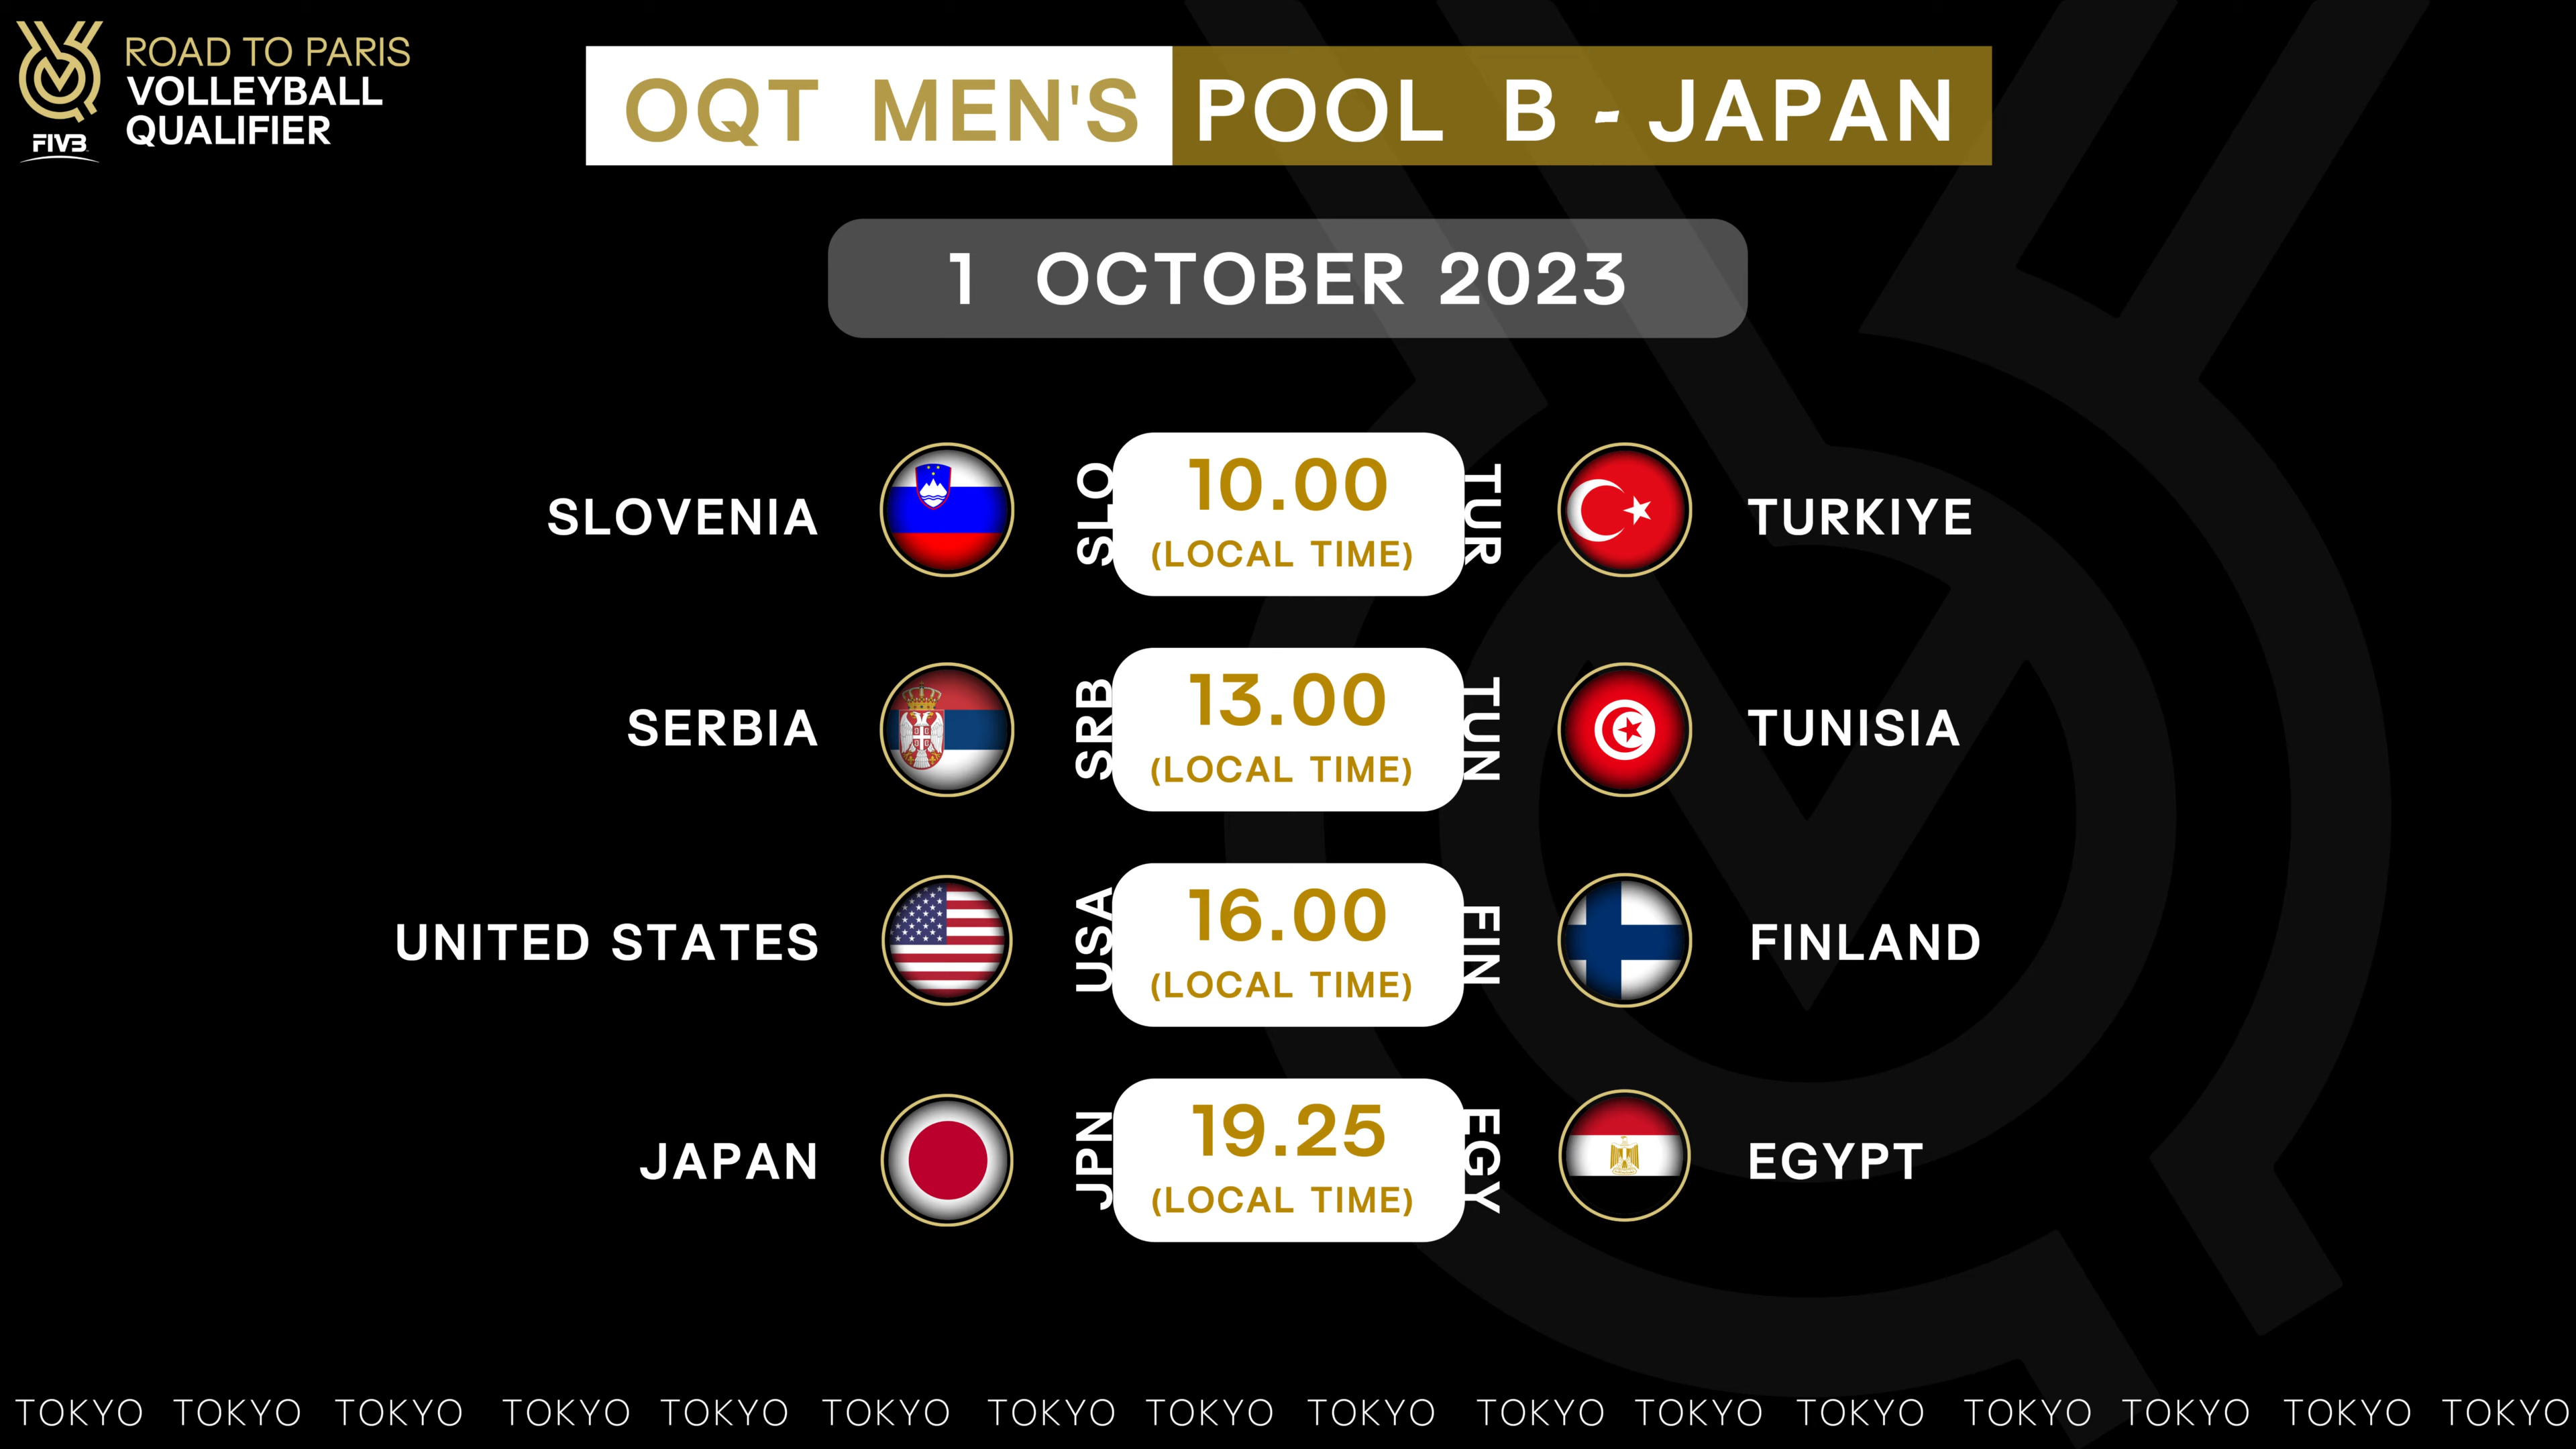 ROAD TO PARIS
VOLLEYBALL
QUALIFIER
FIVB
OQT MEN'S POOL B - JAPAN
1 OCTOBER 2023
SLOVENIA SLO 10.00 TUR TURKIYE
(LOCAL TIME)
SERBIA SRB 13.00 TUN TUNISIA
(LOCAL TIME)
UNITED STATES USA 16.00 FIN FINLAND
(LOCAL TIME)
JAPAN JPN 19.25 EGY EGYPT
(LOCAL TIME)
TOKYO TOKYO TOKYO TOKYO TOKYO TOKYO TOKYO TOKYO TOKYO TOKYO TOKYO TOKYO TOKYO TOKYO TOKYO TOKYO